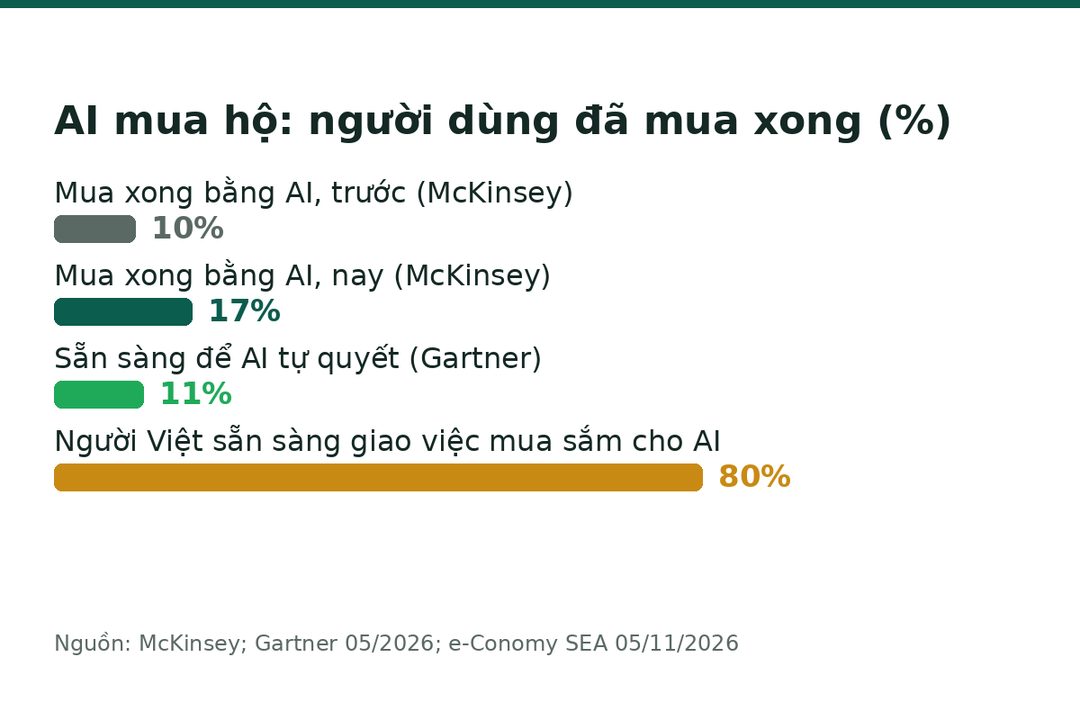 AI mua hộ: người dùng đã mua xong (%)
Mua xong bằng AI, trước (McKinsey)
10%
Mua xong bằng AI, nay (McKinsey)
17%
Sẵn sàng để AI tự quyết (Gartner)
11%
Người Việt sẵn sàng giao việc mua sắm cho AI
80%
Nguồn: McKinsey; Gartner 05/2026; e-Conomy SEA 05/11/2026